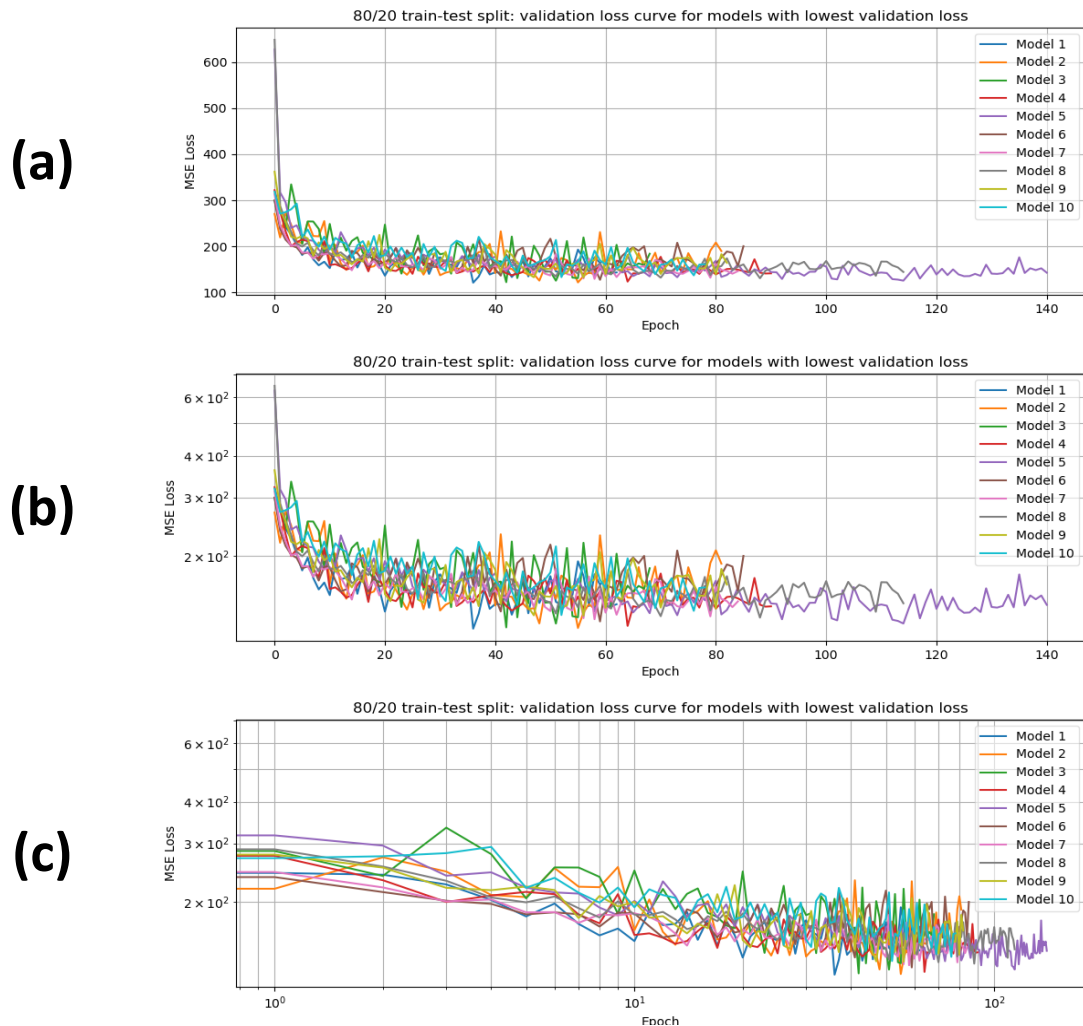 (a)
80/20 train-test split: validation loss curve for models with lowest validation loss
MSE Loss
600
500
400
300
200
100
0
20
40
60
80
100
120
140
Epoch
Model 1
Model 2
Model 3
Model 4
Model 5
Model 6
Model 7
Model 8
Model 9
Model 10
(b)
80/20 train-test split: validation loss curve for models with lowest validation loss
MSE Loss
6 × 10²
4 × 10²
3 × 10²
2 × 10²
0
20
40
60
80
100
120
140
Epoch
Model 1
Model 2
Model 3
Model 4
Model 5
Model 6
Model 7
Model 8
Model 9
Model 10
(c)
80/20 train-test split: validation loss curve for models with lowest validation loss
MSE Loss
6 × 10²
4 × 10²
3 × 10²
2 × 10²
10⁰
10¹
10²
Epoch
Model 1
Model 2
Model 3
Model 4
Model 5
Model 6
Model 7
Model 8
Model 9
Model 10